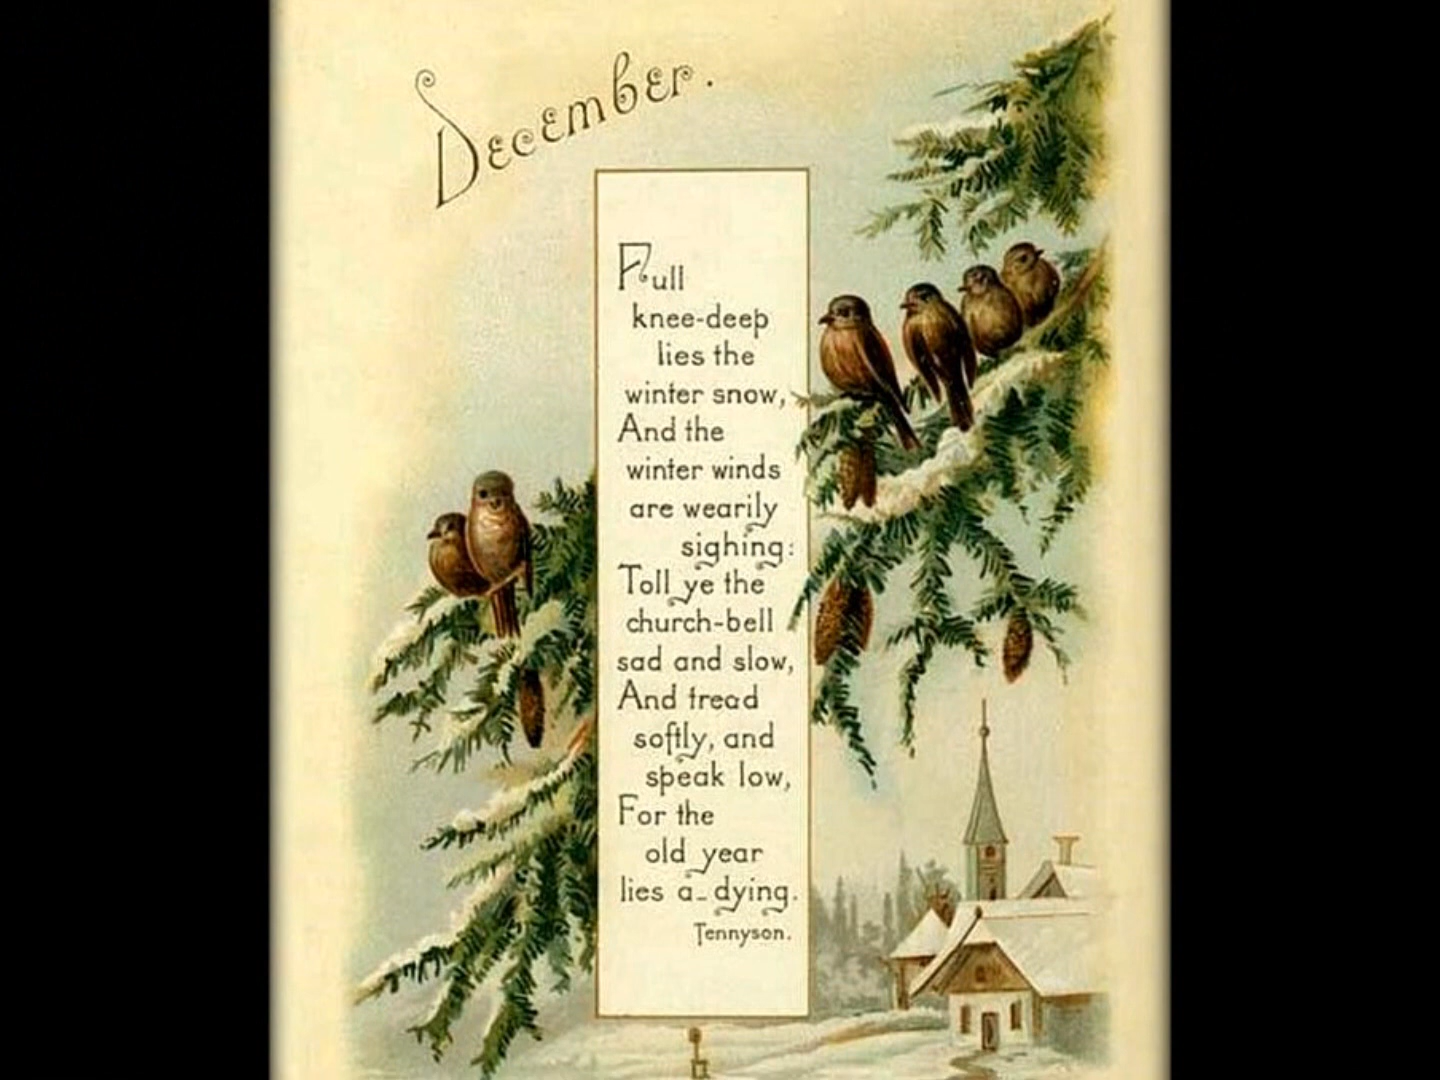 December.
Full
knee-deep
lies the
winter snow,
And the
winter winds
are wearily
sighing:
Toll ye the
church-bell
sad and slow,
And tread
softly, and
speak low,
For the
old year
lies a-dying.
Tennyson.